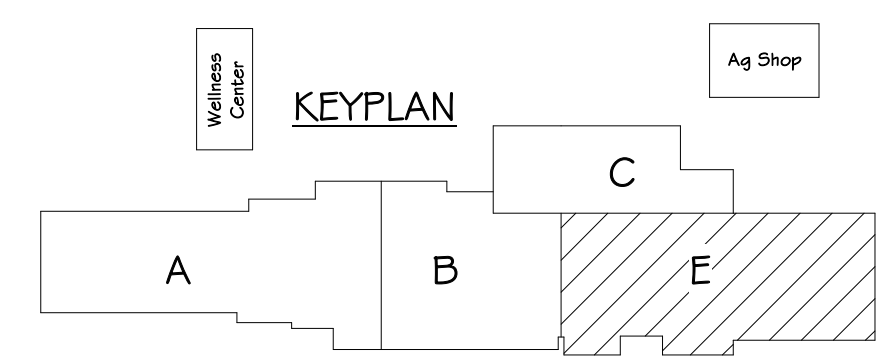 Wellness
Center
Ag Shop
KEYPLAN
C
A
B
E